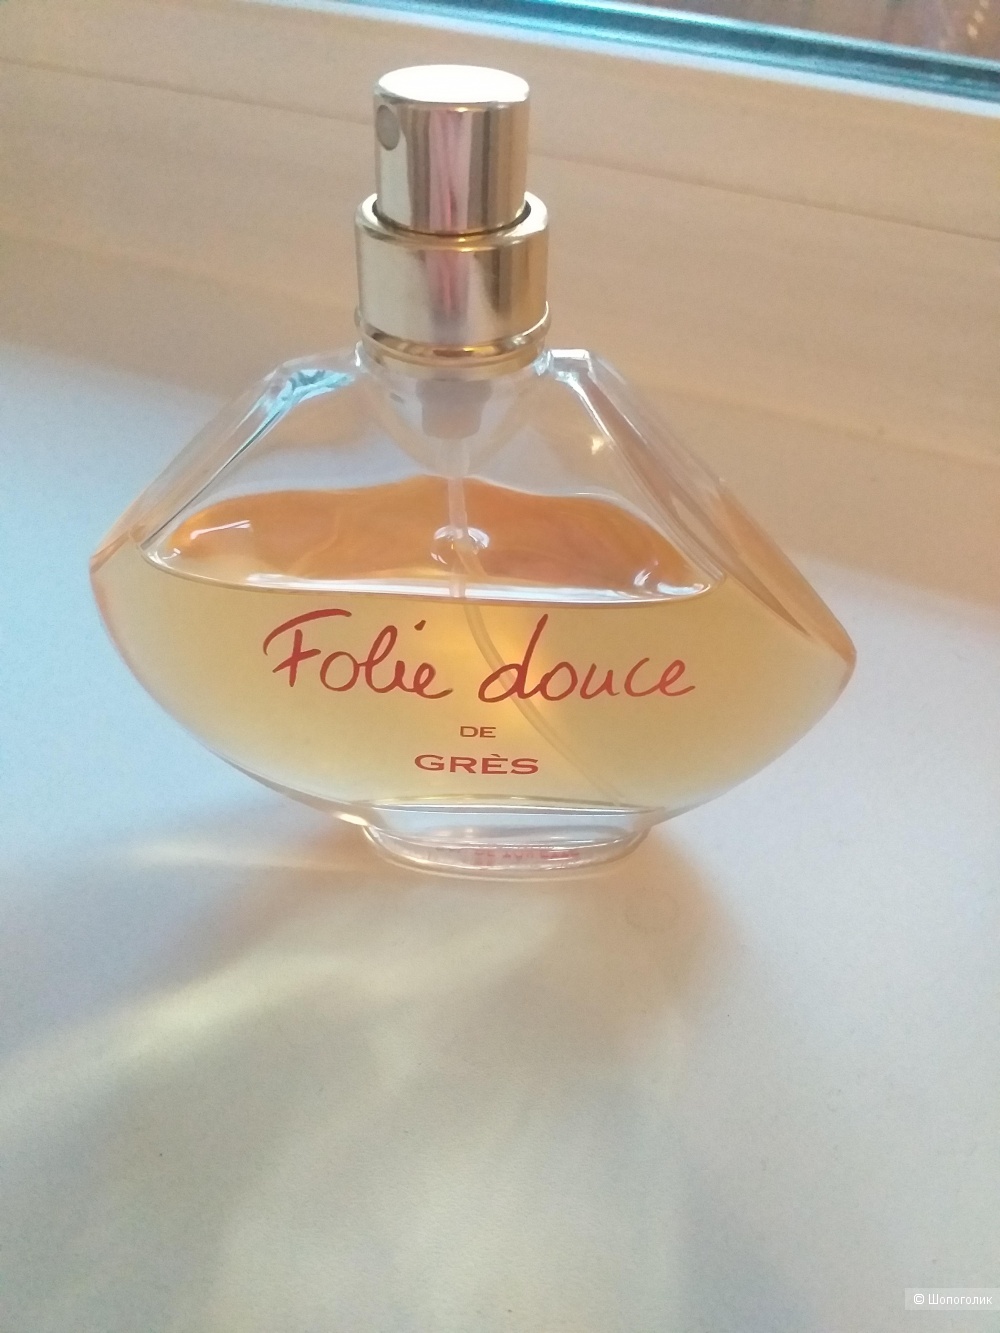 Folie douce
DE
GRÈS
© Шопоголик